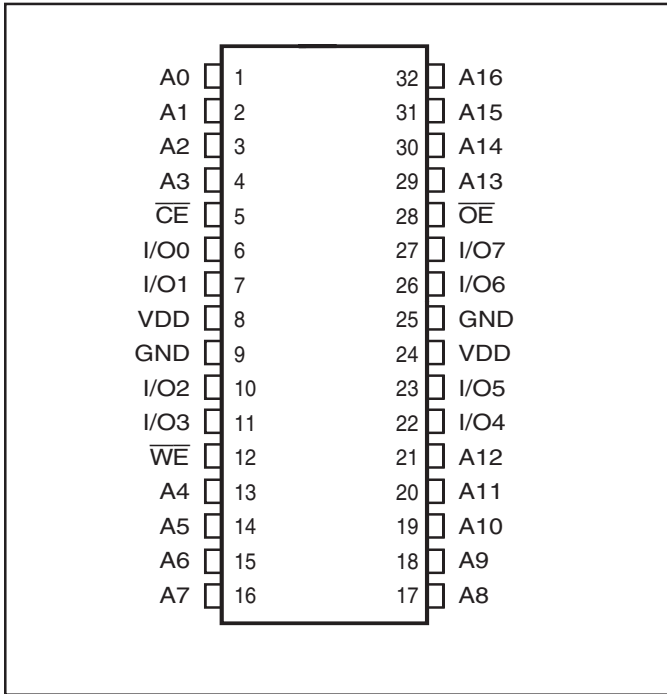 A0 1 32 A16
A1 2 31 A15
A2 3 30 A14
A3 4 29 A13
C̅E̅ 5 28 O̅E̅
I/O0 6 27 I/O7
I/O1 7 26 I/O6
VDD 8 25 GND
GND 9 24 VDD
I/O2 10 23 I/O5
I/O3 11 22 I/O4
W̅E̅ 12 21 A12
A4 13 20 A11
A5 14 19 A10
A6 15 18 A9
A7 16 17 A8